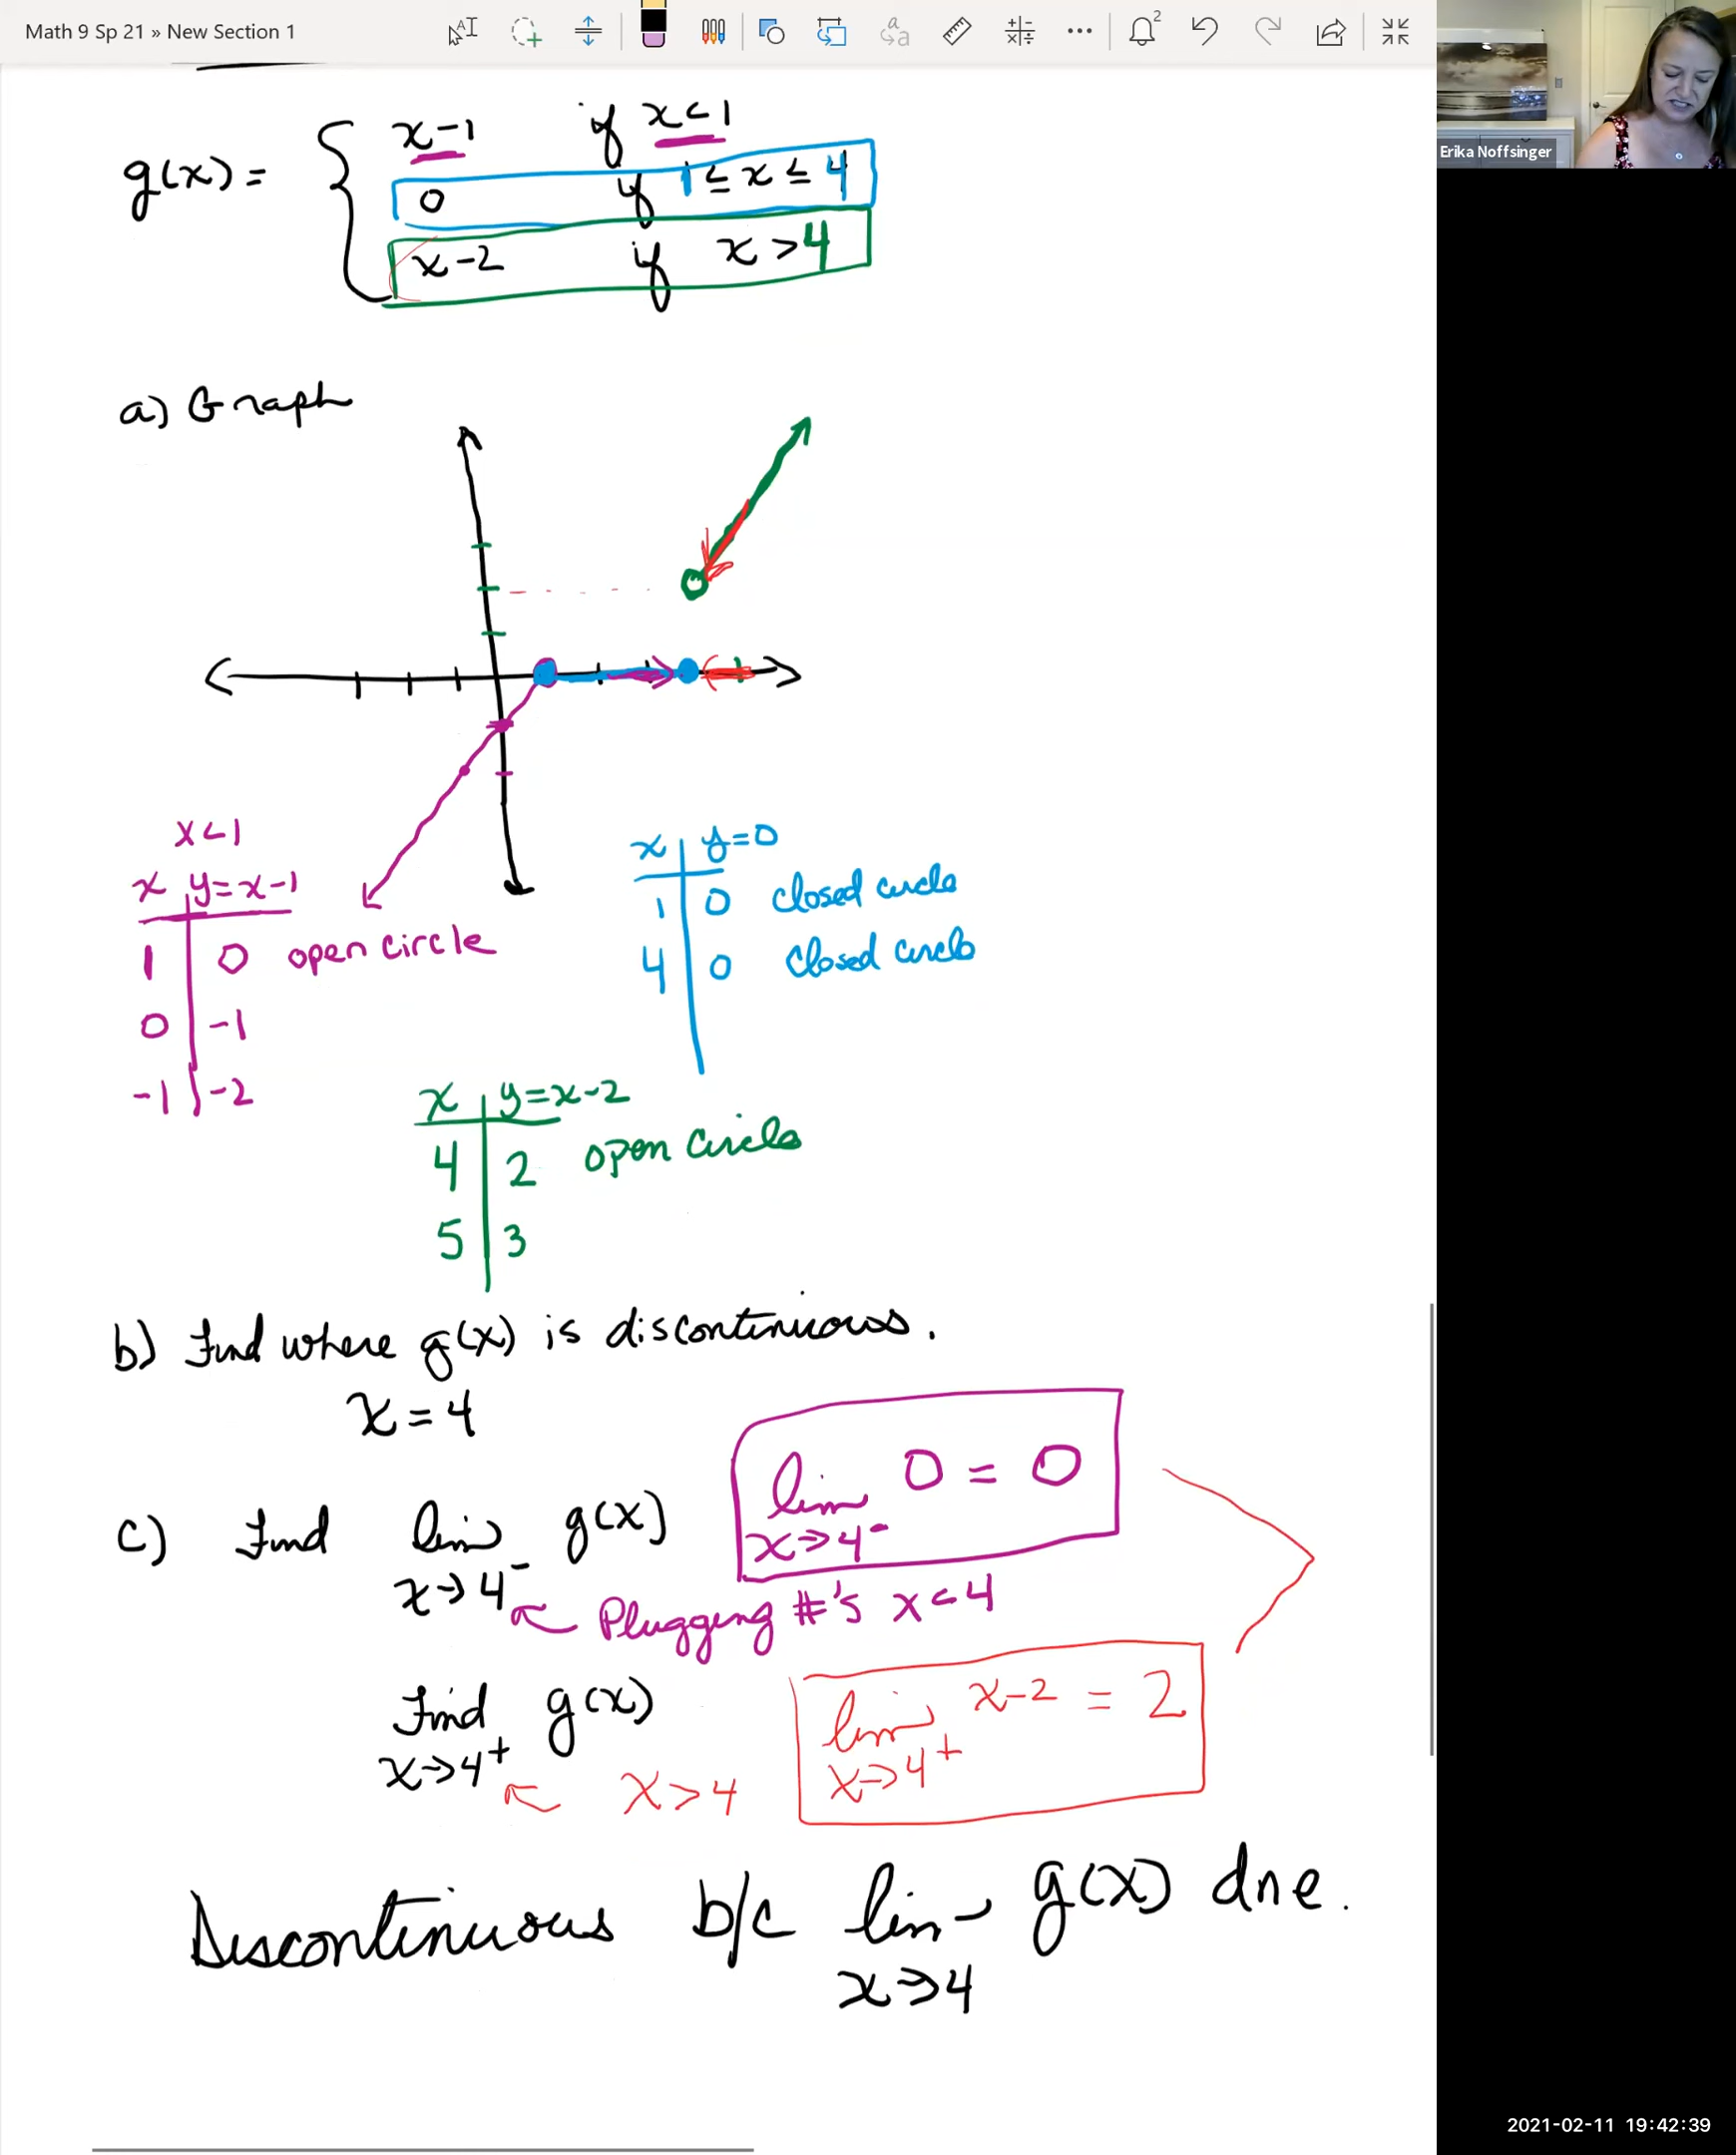 Math 9 Sp 21 » New Section 1
Erika Noffsinger
g(x) = { x-1 if x<1
0 if 1 ≤ x ≤ 4
x-2 if x >4
a) Graph
x<1
x | y=x-1
1 | 0 open circle
0 | -1
-1 | -2
x | y=0
1 | 0 closed circle
4 | 0 closed circle
x | y=x-2
4 | 2 open circle
5 | 3
b) Find where g(x) is discontinuous.
x=4
c) Find lim x→4⁻ g(x)
lim x→4⁻ 0 = 0
← Plugging #'s x<4
Find x→4⁺ g(x)
← x>4
lim x→4⁺ x-2 = 2
Discontinuous b/c lim x→4 g(x) dne.
2021-02-11 19:42:39